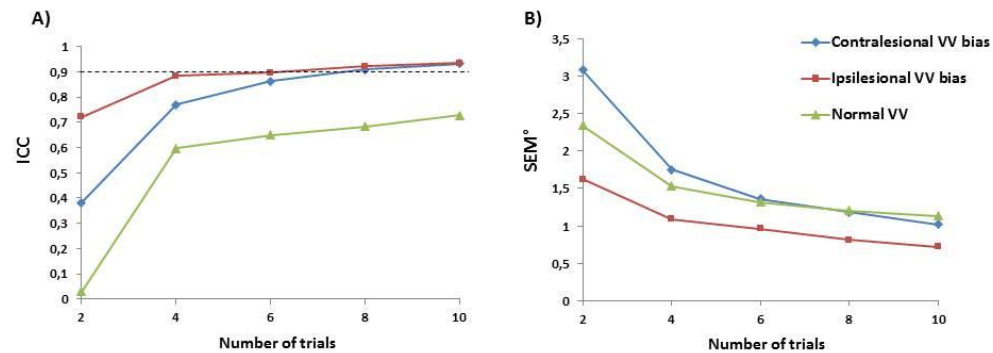 A)
ICC
1
0,9
0,8
0,7
0,6
0,5
0,4
0,3
0,2
0,1
0
2 4 6 8 10
Number of trials
B)
SEM°
3,5
3
2,5
2
1,5
1
0,5
0
2 4 6 8 10
Number of trials
Contralesional VV bias
Ipsilesional VV bias
Normal VV